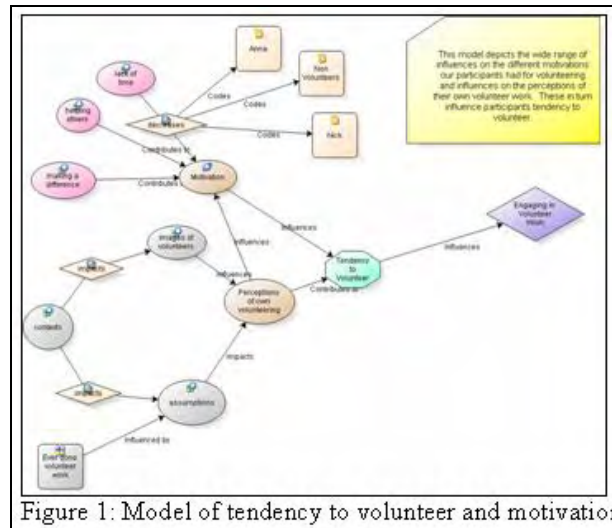 Anna
Non
Volunteers
Nick
lack of
time
helping
others
making a
difference
decreases
Codes
Codes
Codes
Contributes to
Contributes
Motivation
This model depicts the wide range of
influences on the different motivations
our participants had for volunteering
and influences on the perceptions of
their own volunteer work. These in turn
influence participants tendency to
volunteer.
Engaging in
Volunteer
Work
influences
influences
influences
influences
Tendency
to
Volunteer
Contributes to
images of
volunteers
impacts
Perceptions
of own
volunteering
contexts
impacts
impacts
assumptions
Ever done
volunteer
work
influenced by
Figure 1: Model of tendency to volunteer and motivatio